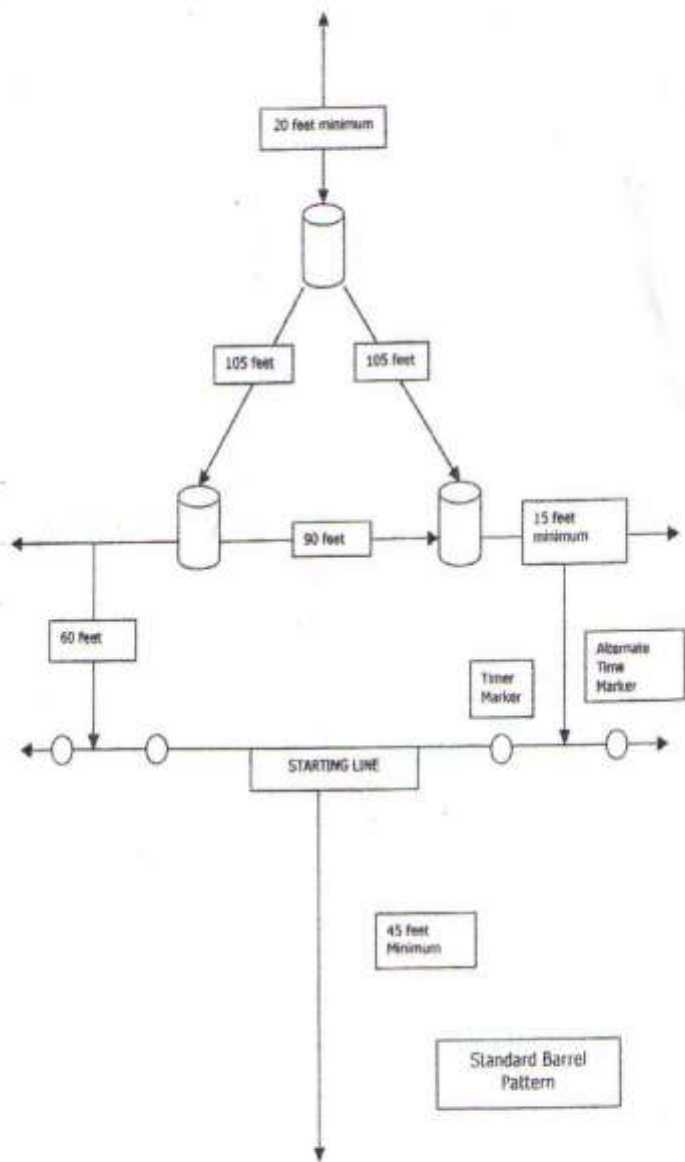 20 feet minimum
105 feet
105 feet
90 feet
15 feet
minimum
60 feet
Timer
Marker
Alternate
Time
Marker
STARTING LINE
45 feet
Minimum
Standard Barrel
Pattern